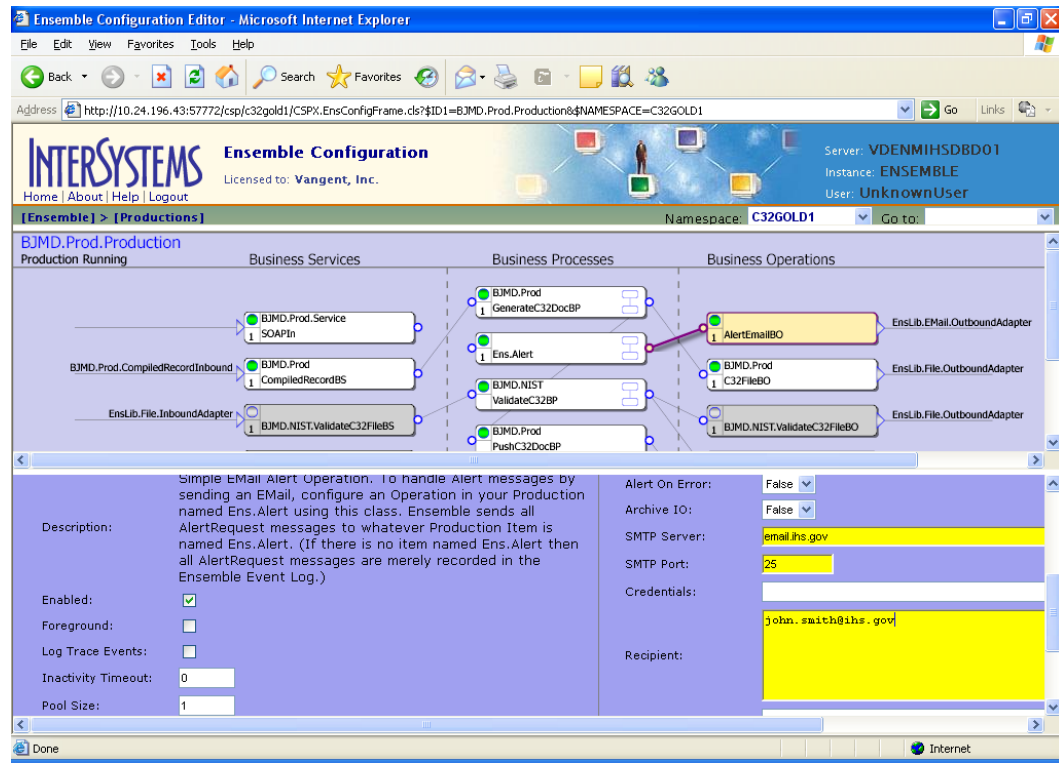 Ensemble Configuration Editor - Microsoft Internet Explorer
File Edit View Favorites Tools Help
Back Search Favorites
Address http://10.24.196.43:57772/csp/c32gold1/CSPX.EnsConfigFrame.cls?$ID1=BJMD.Prod.Production&$NAMESPACE=C32GOLD1 Go Links
INTERSYSTEMS
Home | About | Help | Logout
Ensemble Configuration
Licensed to: Vangent, Inc.
Server: VDENMIHSDBD01
Instance: ENSEMBLE
User: UnknownUser
[Ensemble] > [Productions] Namespace: C32GOLD1 Go to:
BJMD.Prod.Production
Production Running Business Services Business Processes Business Operations
BJMD.Prod.Service
1 SOAPIn
BJMD.Prod.CompiledRecordInbound
BJMD.Prod
1 CompiledRecordBS
EnsLib.File.InboundAdapter
1 BJMD.NIST.ValidateC32FileBS
BJMD.Prod
1 GenerateC32DocBP
1 Ens.Alert
BJMD.NIST
1 ValidateC32BP
BJMD.Prod
PushC32DocBP
1 AlertEmailBO
EnsLib.EMail.OutboundAdapter
BJMD.Prod
1 C32FileBO
EnsLib.File.OutboundAdapter
1 BJMD.NIST.ValidateC32FileBO
EnsLib.File.OutboundAdapter
Description:
Simple EMail Alert Operation. To handle Alert messages by
sending an EMail, configure an Operation in your Production
named Ens.Alert using this class. Ensemble sends all
AlertRequest messages to whatever Production Item is
named Ens.Alert. (If there is no item named Ens.Alert then
all AlertRequest messages are merely recorded in the
Ensemble Event Log.)
Enabled:
Foreground:
Log Trace Events:
Inactivity Timeout: 0
Pool Size: 1
Alert On Error: False
Archive IO: False
SMTP Server: email.ihs.gov
SMTP Port: 25
Credentials:
Recipient: john.smith@ihs.gov
Done Internet